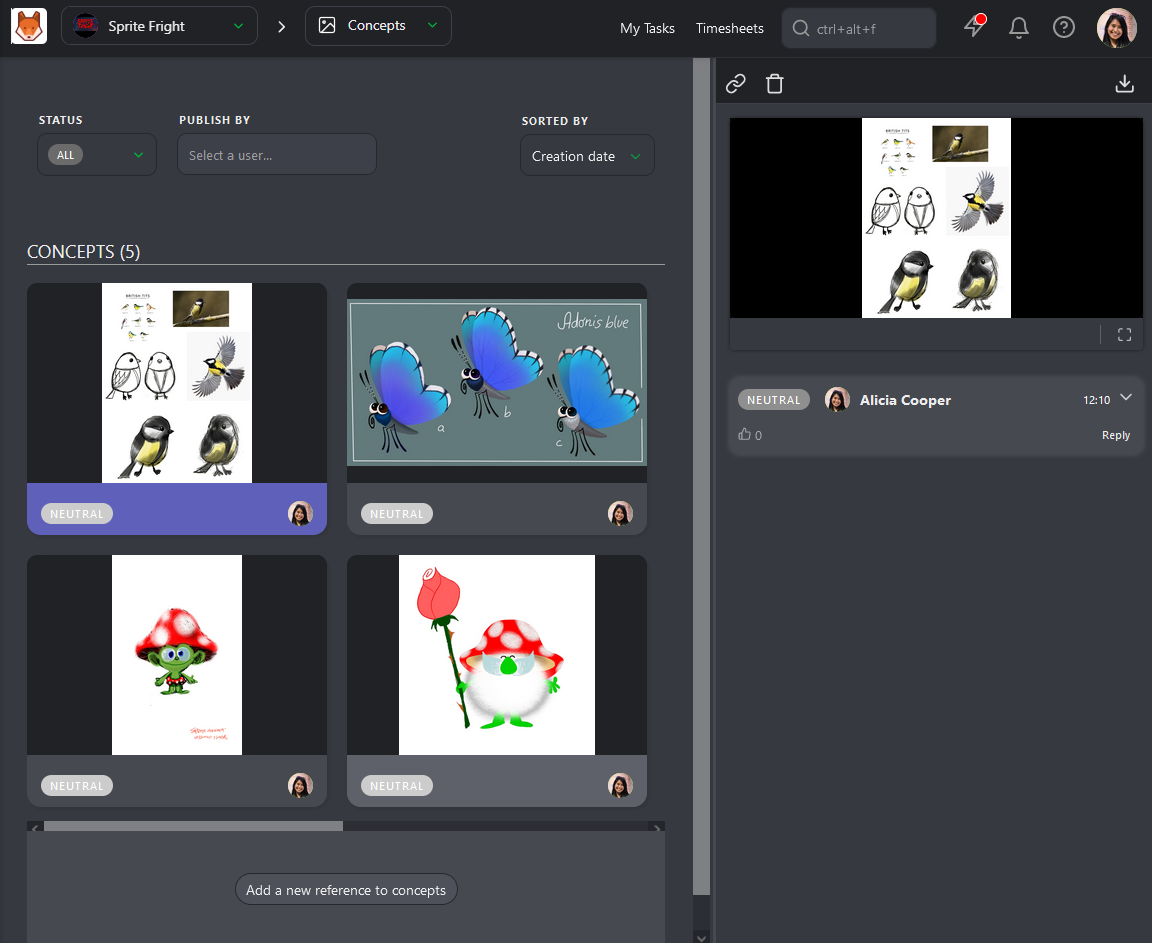 Sprite Fright
Concepts
My Tasks
Timesheets
ctrl+alt+f
STATUS
PUBLISH BY
SORTED BY
ALL
Select a user...
Creation date
CONCEPTS (5)
BRITISH TITS
Adonis blue
a
b
c
NEUTRAL
NEUTRAL
NEUTRAL
NEUTRAL
Add a new reference to concepts
BRITISH TITS
NEUTRAL
Alicia Cooper
12:10
0
Reply